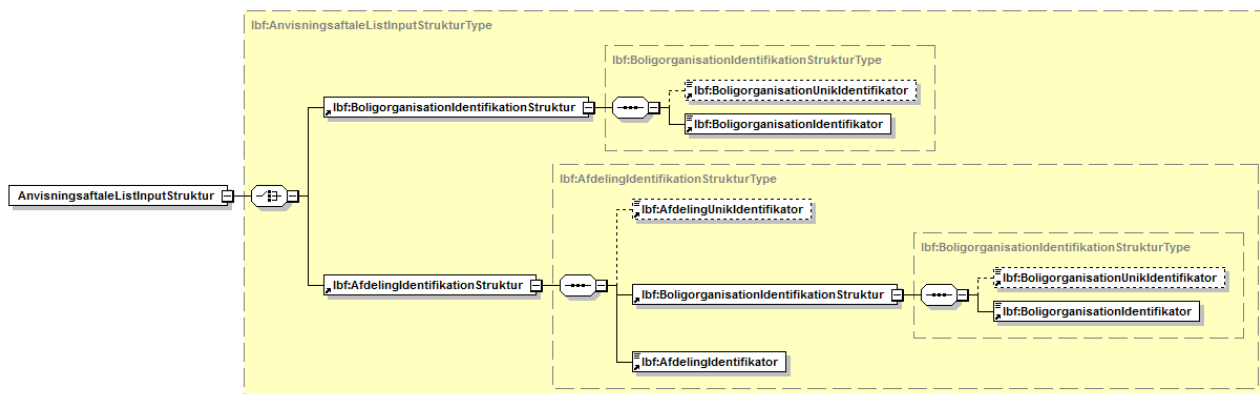 lbf:AnvisningsaftaleListInputStrukturType
lbf:BoligorganisationIdentifikationStrukturType
lbf:BoligorganisationUnikIdentifikator
lbf:BoligorganisationIdentifikationStruktur
lbf:BoligorganisationIdentifikator
lbf:AfdelingIdentifikationStrukturType
AnvisningsaftaleListInputStruktur
lbf:AfdelingUnikIdentifikator
lbf:BoligorganisationIdentifikationStrukturType
lbf:BoligorganisationUnikIdentifikator
lbf:AfdelingIdentifikationStruktur
lbf:BoligorganisationIdentifikationStruktur
lbf:BoligorganisationIdentifikator
lbf:AfdelingIdentifikator